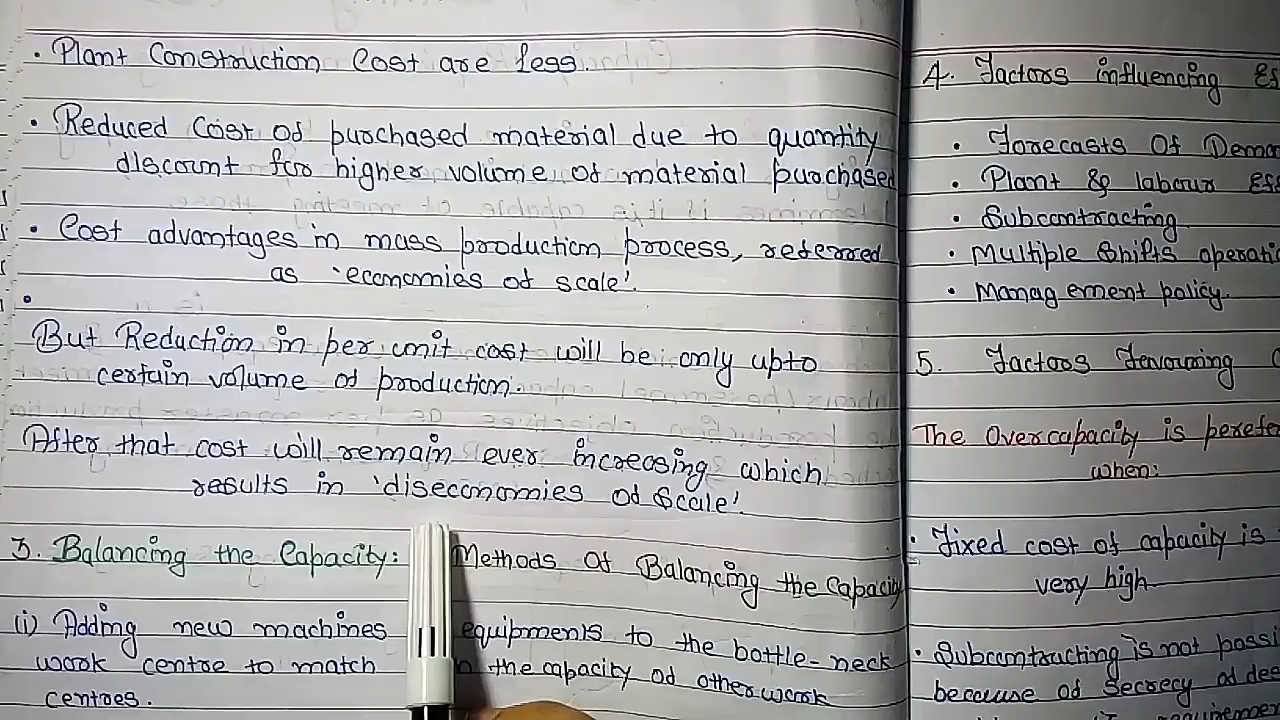 • Plant Construction Cost are less.
• Reduced Cost of purchased material due to quantity
discount for higher volume of material purchased
• Cost advantages in mass production process, referred
as 'economies of scale'.
But Reduction in per unit cost will be only upto
certain volume of production.
After that cost will remain ever increasing which
results in 'diseconomies of scale'.
3. Balancing the Capacity: Methods Of Balancing the Capacity
(i) Adding new machines equipments to the bottle-neck
work centre to match the capacity of other work
centres.
4. Factors influencing
• Forecasts Of
• Plant & labour
• Subcontracting
• Multiple Shifts
• Management policy.
5. Factors Favouring
The Overcapacity is
when:
• Fixed cost of capacity is
very high
• Subcontracting is not
because of Secrecy of